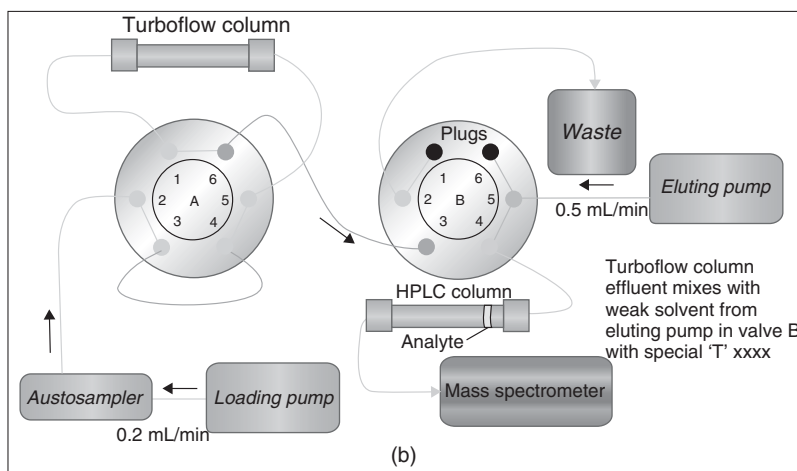 Turboflow column
Plugs
Waste
1 6
2 A 5
3 4
1 6
2 B 5
3 4
Eluting pump
0.5 mL/min
HPLC column
Analyte
Turboflow column
effluent mixes with
weak solvent from
eluting pump in valve B
with special ‘T’ xxxx
Austosampler
Loading pump
Mass spectrometer
0.2 mL/min
(b)